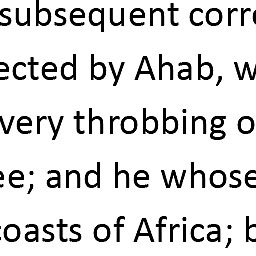 subsequent corre
ected by Ahab, w
very throbbing o
ee; and he whose
coasts of Africa; b